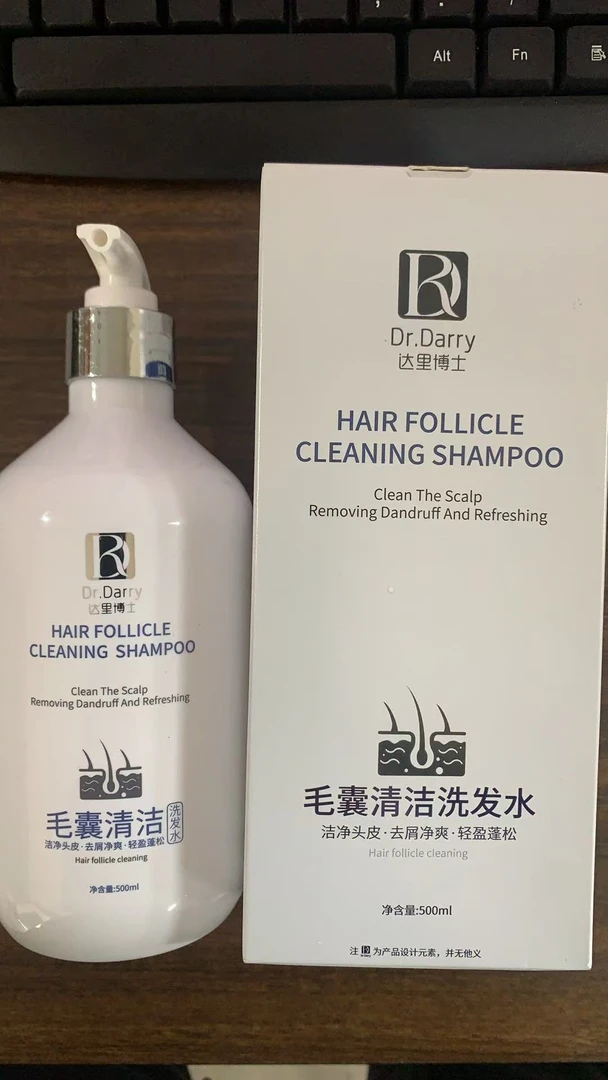 Alt
Fn
Dr.Darry
达里博士
HAIR FOLLICLE
CLEANING SHAMPOO
Clean The Scalp
Removing Dandruff And Refreshing
毛囊清洁洗发水
洁净头皮·去屑净爽·轻盈蓬松
Hair follicle cleaning
净含量:500ml
注 为产品设计元素，并无他义
Dr.Darry
达里博士
HAIR FOLLICLE
CLEANING SHAMPOO
Clean The Scalp
Removing Dandruff And Refreshing
毛囊清洁
洗发水
洁净头皮·去屑净爽·轻盈蓬松
Hair follicle cleaning
净含量:500ml